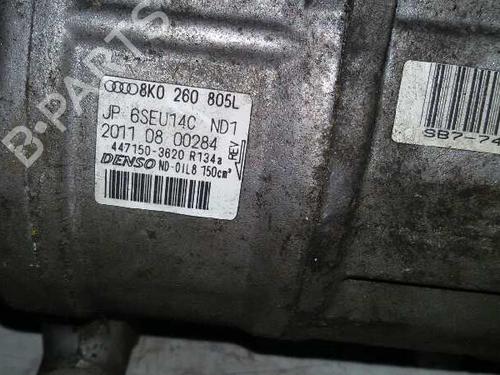 8K0 260 805L
JP 6SEU14C ND1
2011 08 00284
447150-3620 R134a
DENSO ND-OIL8 150cm³
REV
SB7-74
B-PARTS